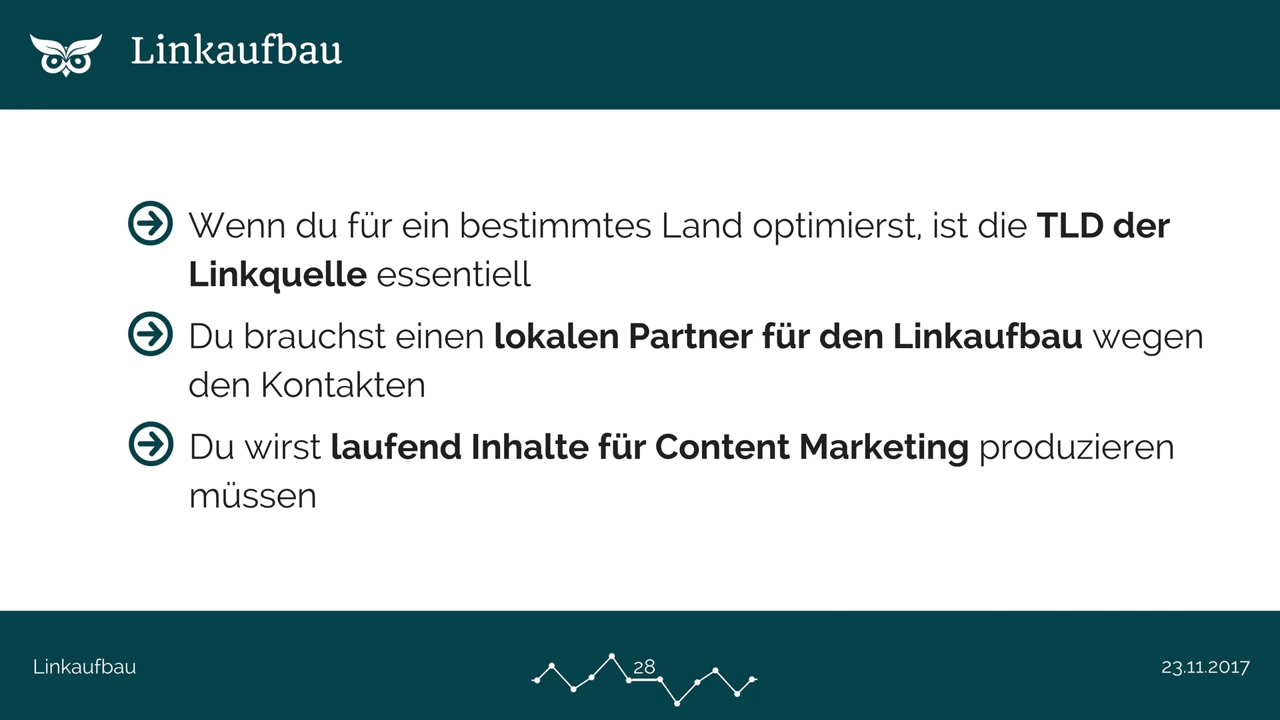 Linkaufbau
Wenn du für ein bestimmtes Land optimierst, ist die TLD der
Linkquelle essentiell
Du brauchst einen lokalen Partner für den Linkaufbau wegen
den Kontakten
Du wirst laufend Inhalte für Content Marketing produzieren
müssen
Linkaufbau
28
23.11.2017